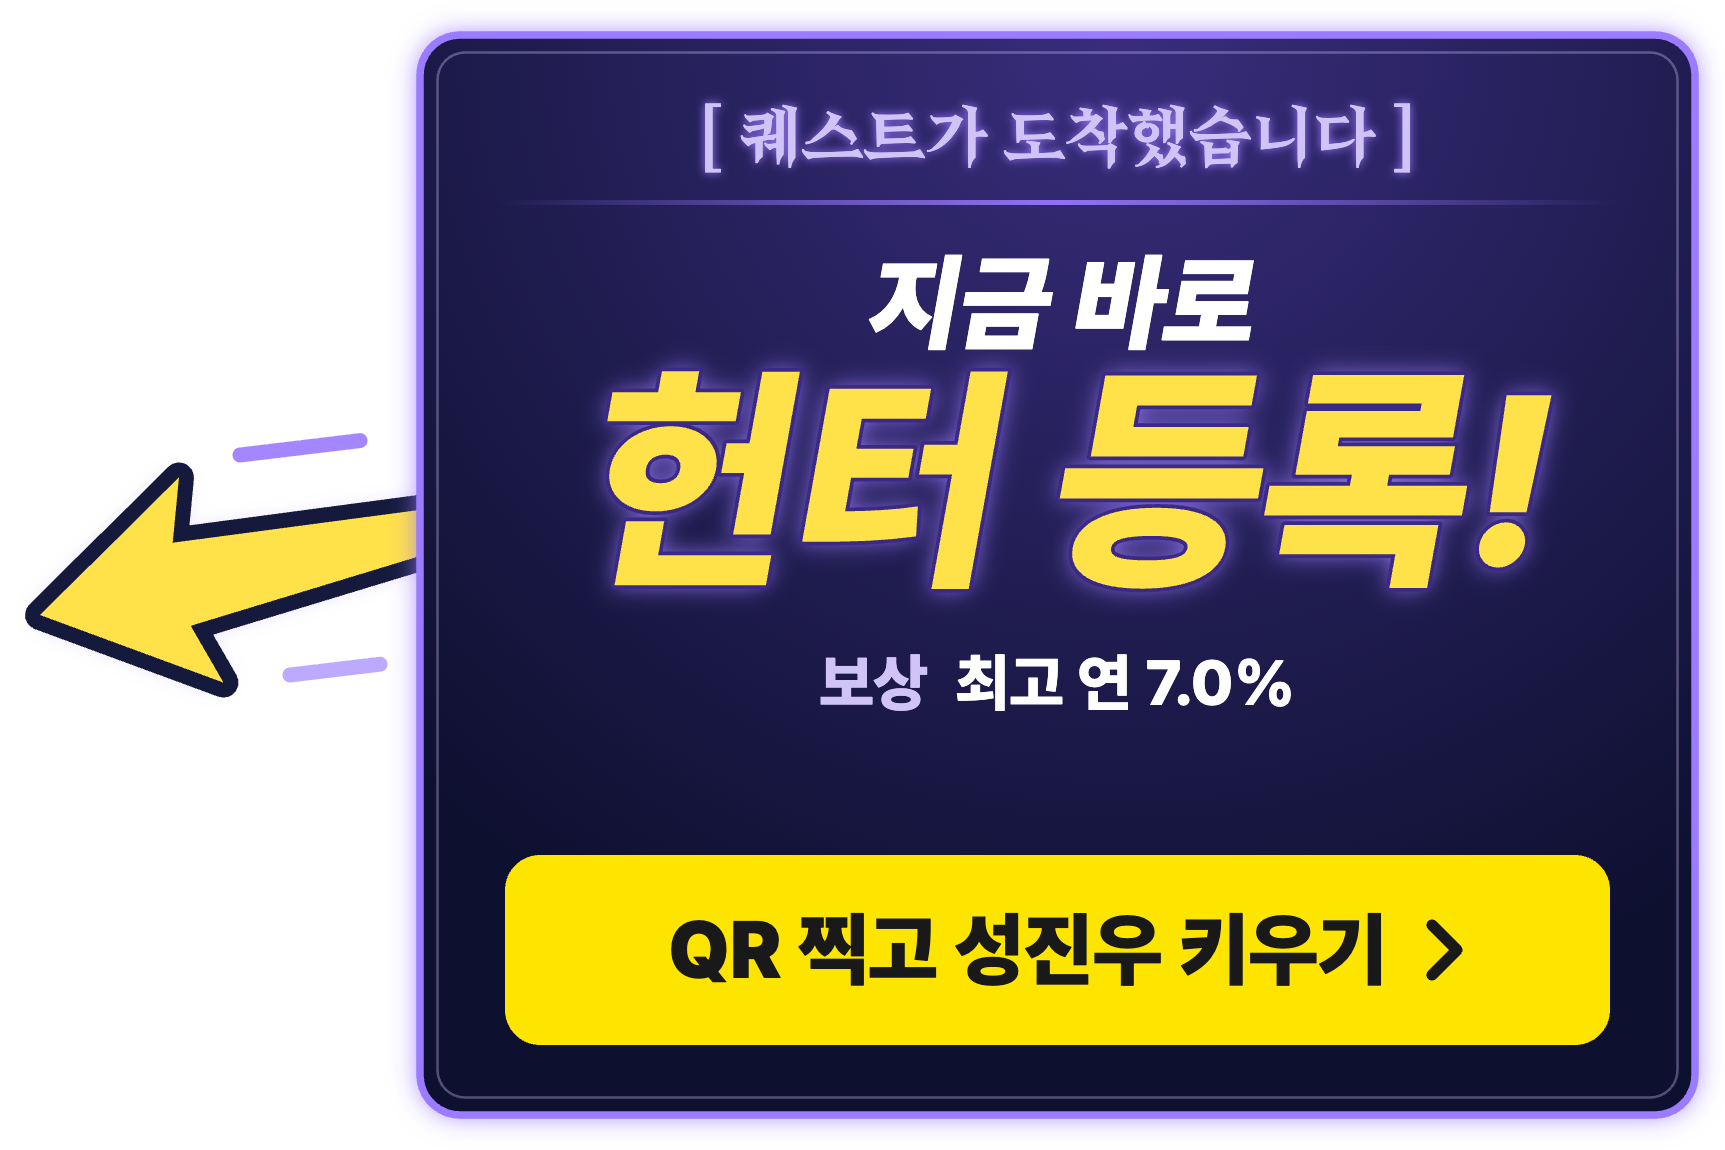 [ 퀘스트가 도착했습니다 ]
지금 바로
헌터 등록!
보상 최고 연 7.0%
QR 찍고 성진우 키우기 >